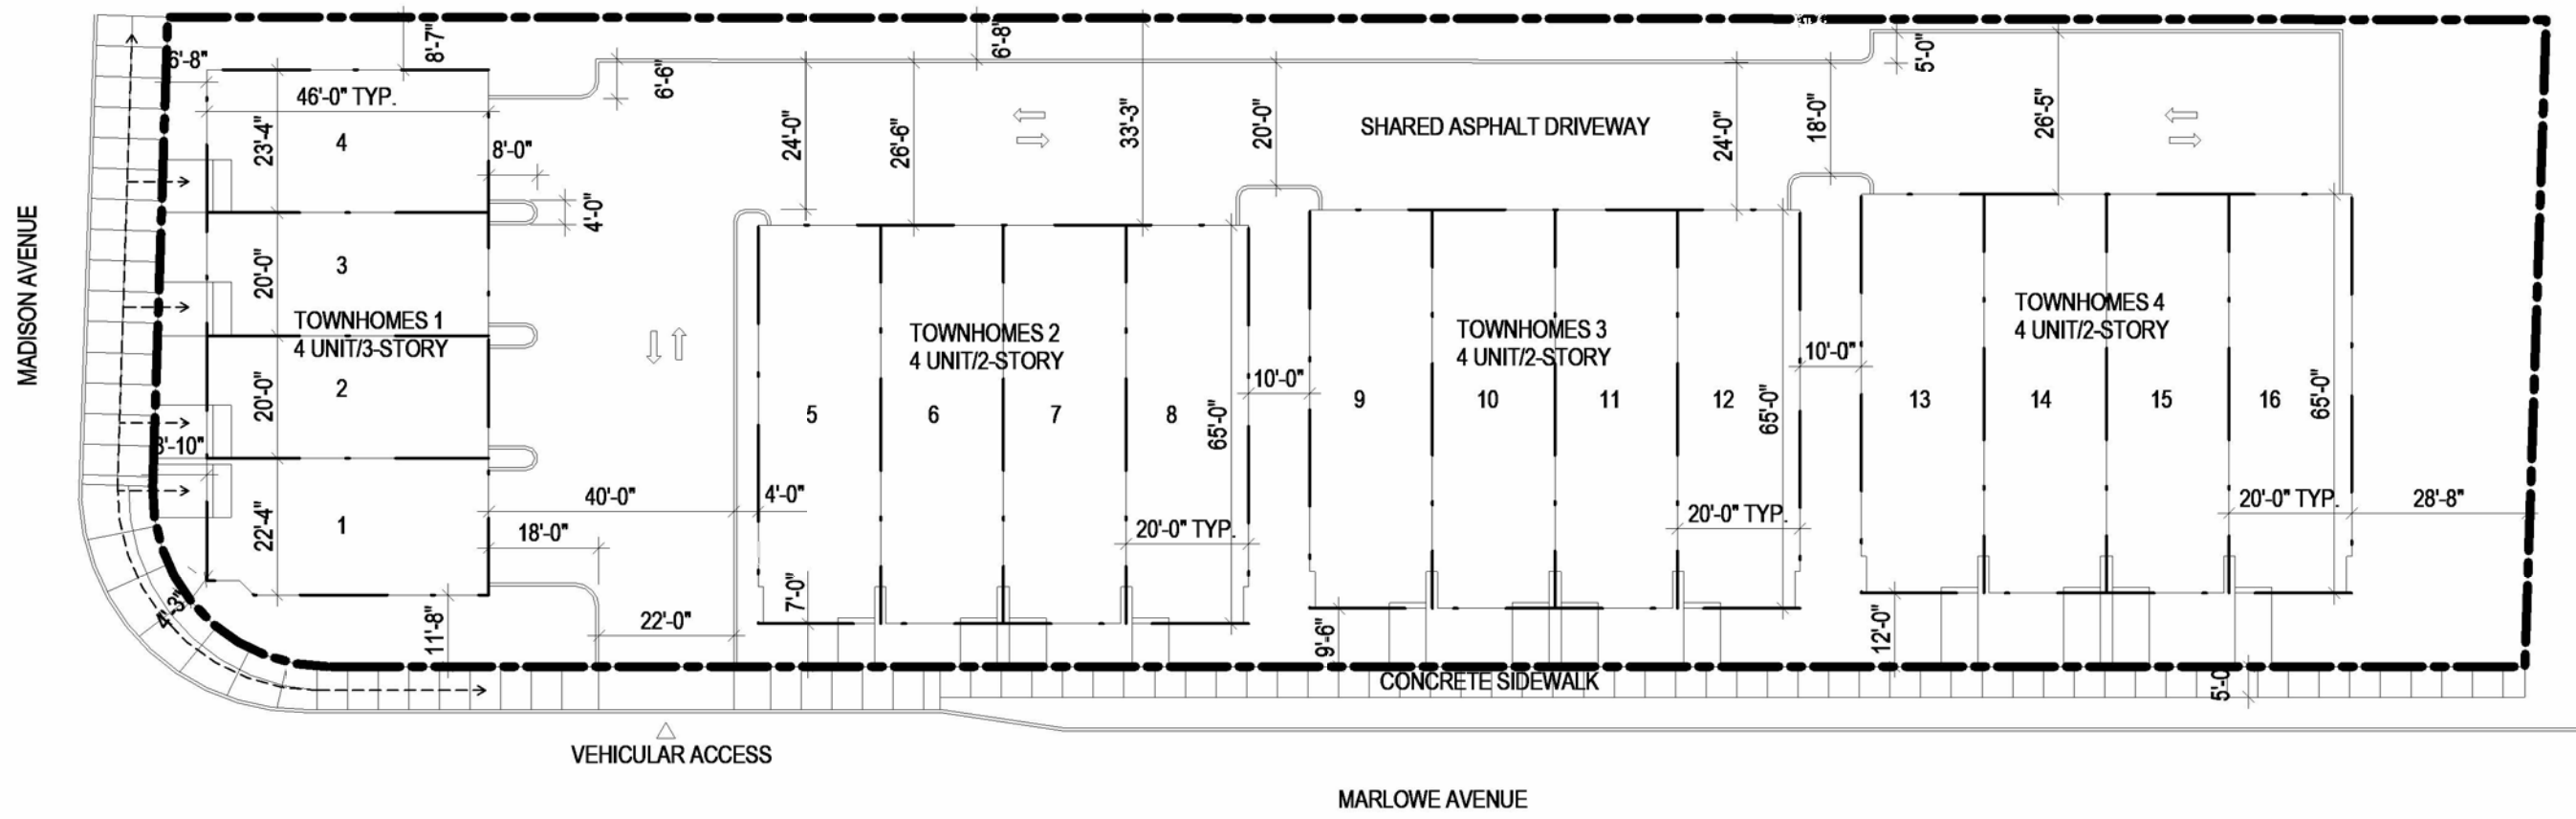 8'-7"
6'-8"
5'-0"
6'-8"
6'-6"
46'-0" TYP.
23'-4"
4
8'-0"
4'-0"
24'-0"
26'-6"
33'-3"
20'-0"
SHARED ASPHALT DRIVEWAY
24'-0"
18'-0"
26'-5"
MADISON AVENUE
20'-0"
3
TOWNHOMES 1
4 UNIT/3-STORY
20'-0"
2
22'-4"
1
40'-0"
4'-0"
18'-0"
22'-0"
11'-8"
4'-3"
TOWNHOMES 2
4 UNIT/2-STORY
5
6
7
8
65'-0"
20'-0" TYP.
7'-0"
10'-0"
TOWNHOMES 3
4 UNIT/2-STORY
9
10
11
12
65'-0"
20'-0" TYP.
9'-6"
10'-0"
TOWNHOMES 4
4 UNIT/2-STORY
13
14
15
16
65'-0"
20'-0" TYP.
28'-8"
12'-0"
CONCRETE SIDEWALK
5'-0
VEHICULAR ACCESS
MARLOWE AVENUE